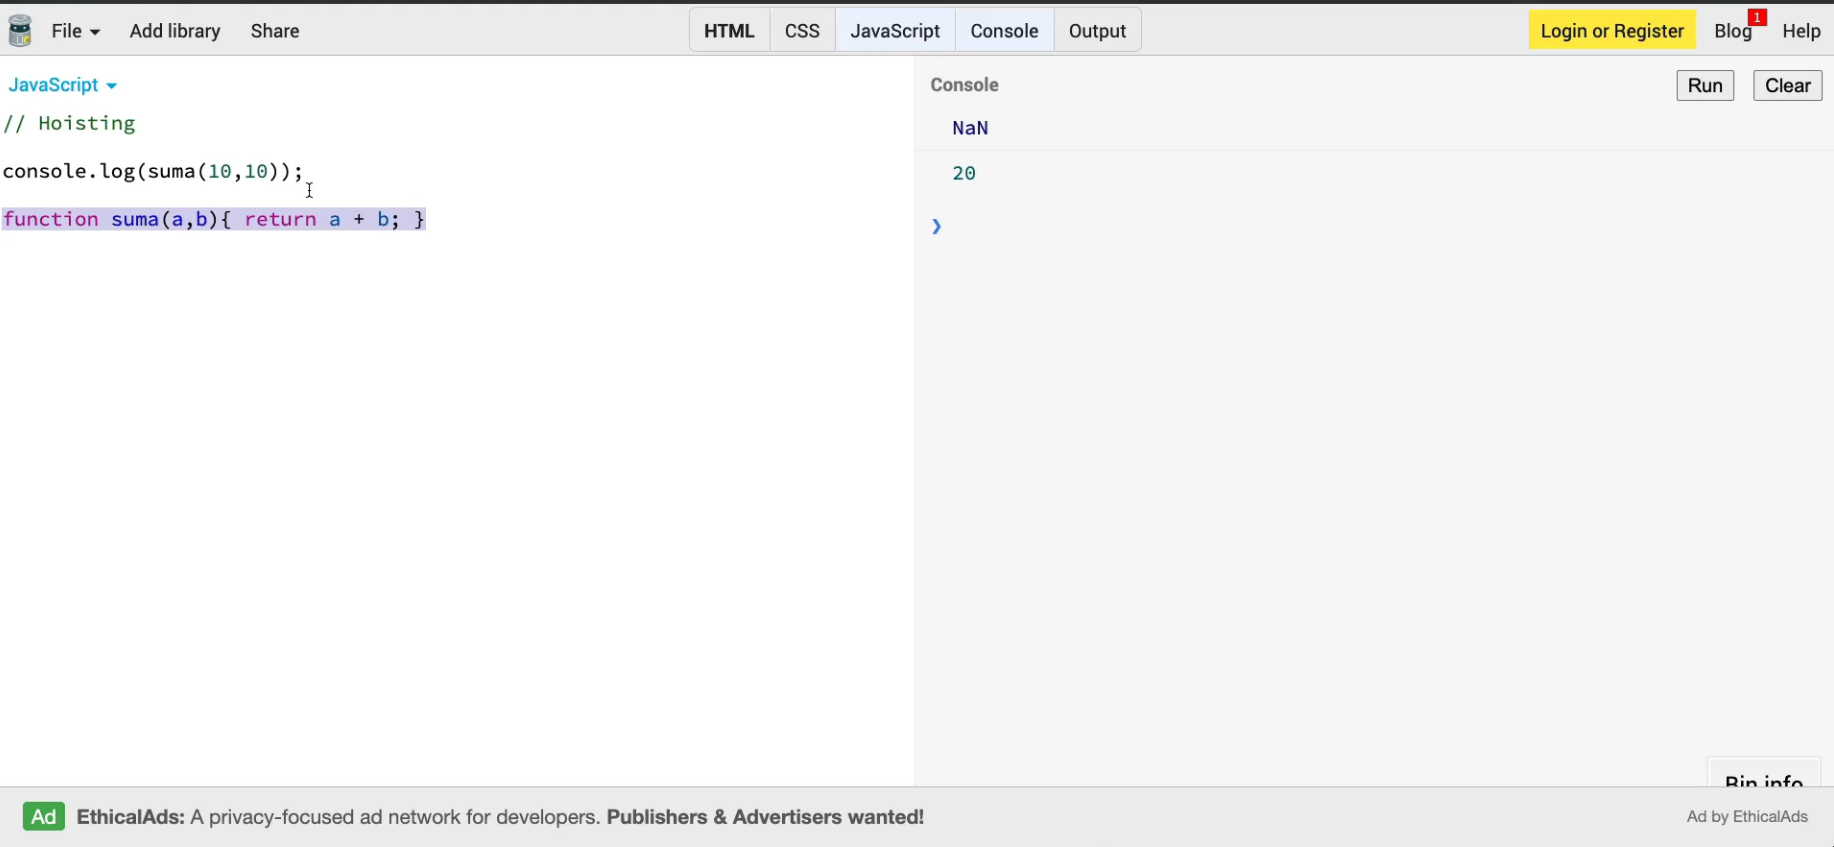 File Add library Share HTML CSS JavaScript Console Output Login or Register Blog 1 Help
JavaScript
// Hoisting
console.log(suma(10,10));
function suma(a,b){ return a + b; }
Console Run Clear
NaN
20
❯
Bin info
Ad EthicalAds: A privacy-focused ad network for developers. Publishers & Advertisers wanted! Ad by EthicalAds